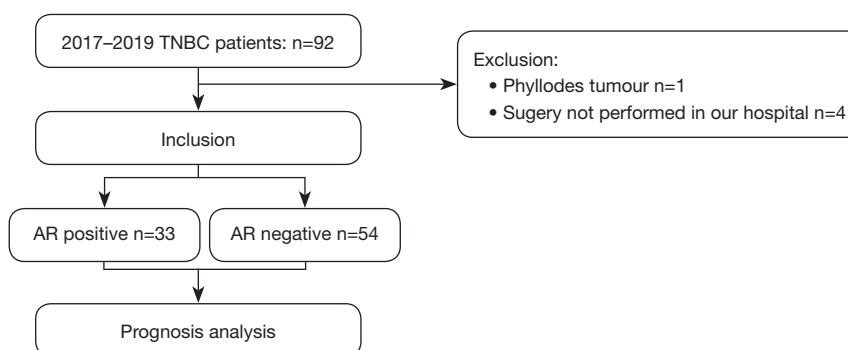 2017–2019 TNBC patients: n=92
Exclusion:
• Phyllodes tumour n=1
• Sugery not performed in our hospital n=4
Inclusion
AR positive n=33
AR negative n=54
Prognosis analysis